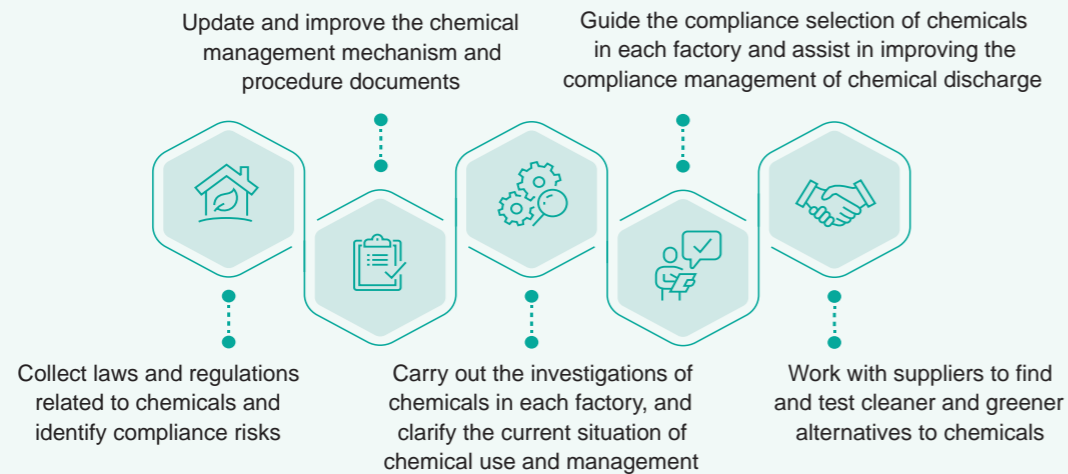 Update and improve the chemical
management mechanism and
procedure documents
Guide the compliance selection of chemicals
in each factory and assist in improving the
compliance management of chemical discharge
Collect laws and regulations
related to chemicals and
identify compliance risks
Carry out the investigations of
chemicals in each factory, and
clarify the current situation of
chemical use and management
Work with suppliers to find
and test cleaner and greener
alternatives to chemicals